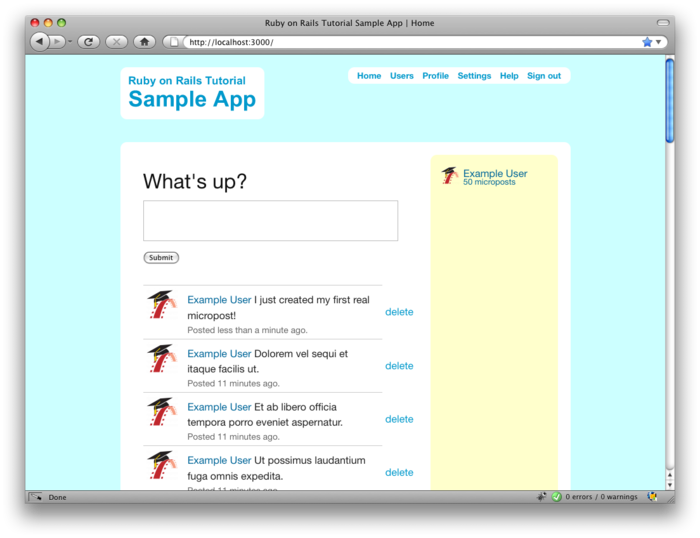 Ruby on Rails Tutorial Sample App | Home
http://localhost:3000/
Ruby on Rails Tutorial
Sample App
Home Users Profile Settings Help Sign out
What's up?
Submit
Example User
50 microposts
Example User I just created my first real
micropost!
Posted less than a minute ago.
delete
Example User Dolorem vel sequi et
itaque facilis ut.
Posted 11 minutes ago.
delete
Example User Et ab libero officia
tempora porro eveniet aspernatur.
Posted 11 minutes ago.
delete
Example User Ut possimus laudantium
fuga omnis expedita.
Posted 11 minutes ago.
delete
Done
0 errors / 0 warnings